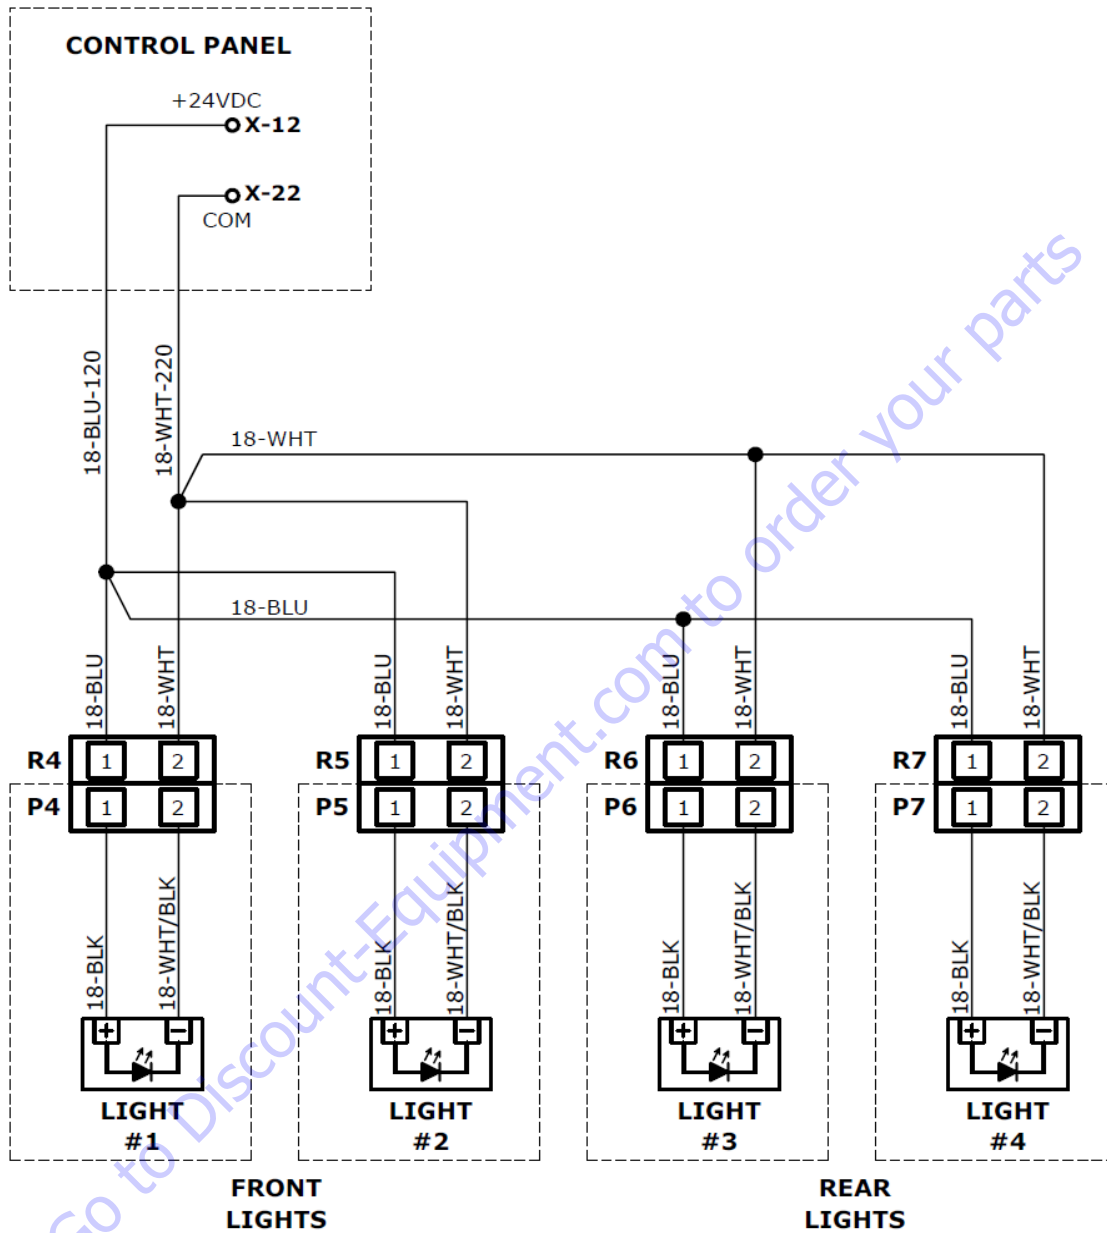 CONTROL PANEL
+24VDC
X-12
X-22
COM
18-BLU-120
18-WHT-220
18-WHT
18-BLU
18-BLU
18-WHT
18-BLU
18-WHT
18-BLU
18-WHT
18-BLU
18-WHT
R4 1 2
R5 1 2
R6 1 2
R7 1 2
P4 1 2
P5 1 2
P6 1 2
P7 1 2
18-BLK
18-WHT/BLK
18-BLK
18-WHT/BLK
18-BLK
18-WHT/BLK
18-BLK
18-WHT/BLK
+ −
+ −
+ −
+ −
LIGHT
#1
LIGHT
#2
LIGHT
#3
LIGHT
#4
FRONT
LIGHTS
REAR
LIGHTS
Go to Discount-Equipment.com to order your parts